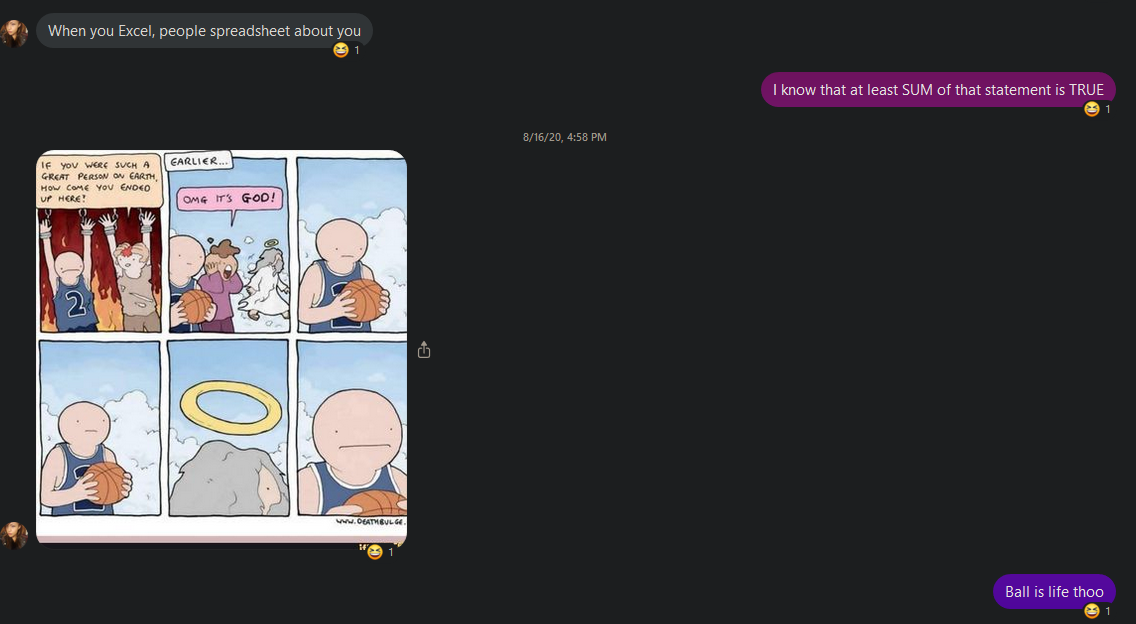 When you Excel, people spreadsheet about you
1
I know that at least SUM of that statement is TRUE
1
8/16/20, 4:58 PM
IF YOU WERE SUCH A
GREAT PERSON ON EARTH,
HOW COME YOU ENDED
UP HERE?
EARLIER...
OMG IT'S GOD!
2
WWW.DEATHBULGE.
1
Ball is life thoo
1